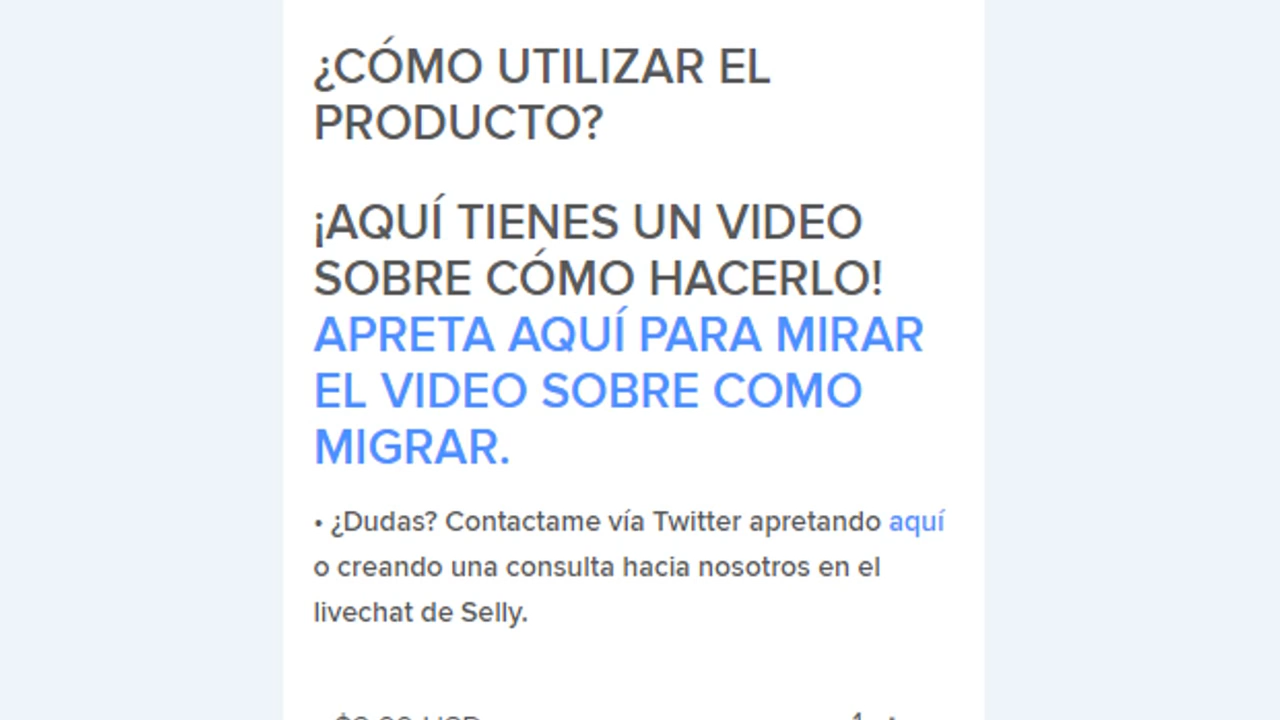 ¿CÓMO UTILIZAR EL
PRODUCTO?
¡AQUÍ TIENES UN VIDEO
SOBRE CÓMO HACERLO!
APRETA AQUÍ PARA MIRAR
EL VIDEO SOBRE COMO
MIGRAR.
• ¿Dudas? Contactame vía Twitter apretando aquí
o creando una consulta hacia nosotros en el
livechat de Selly.